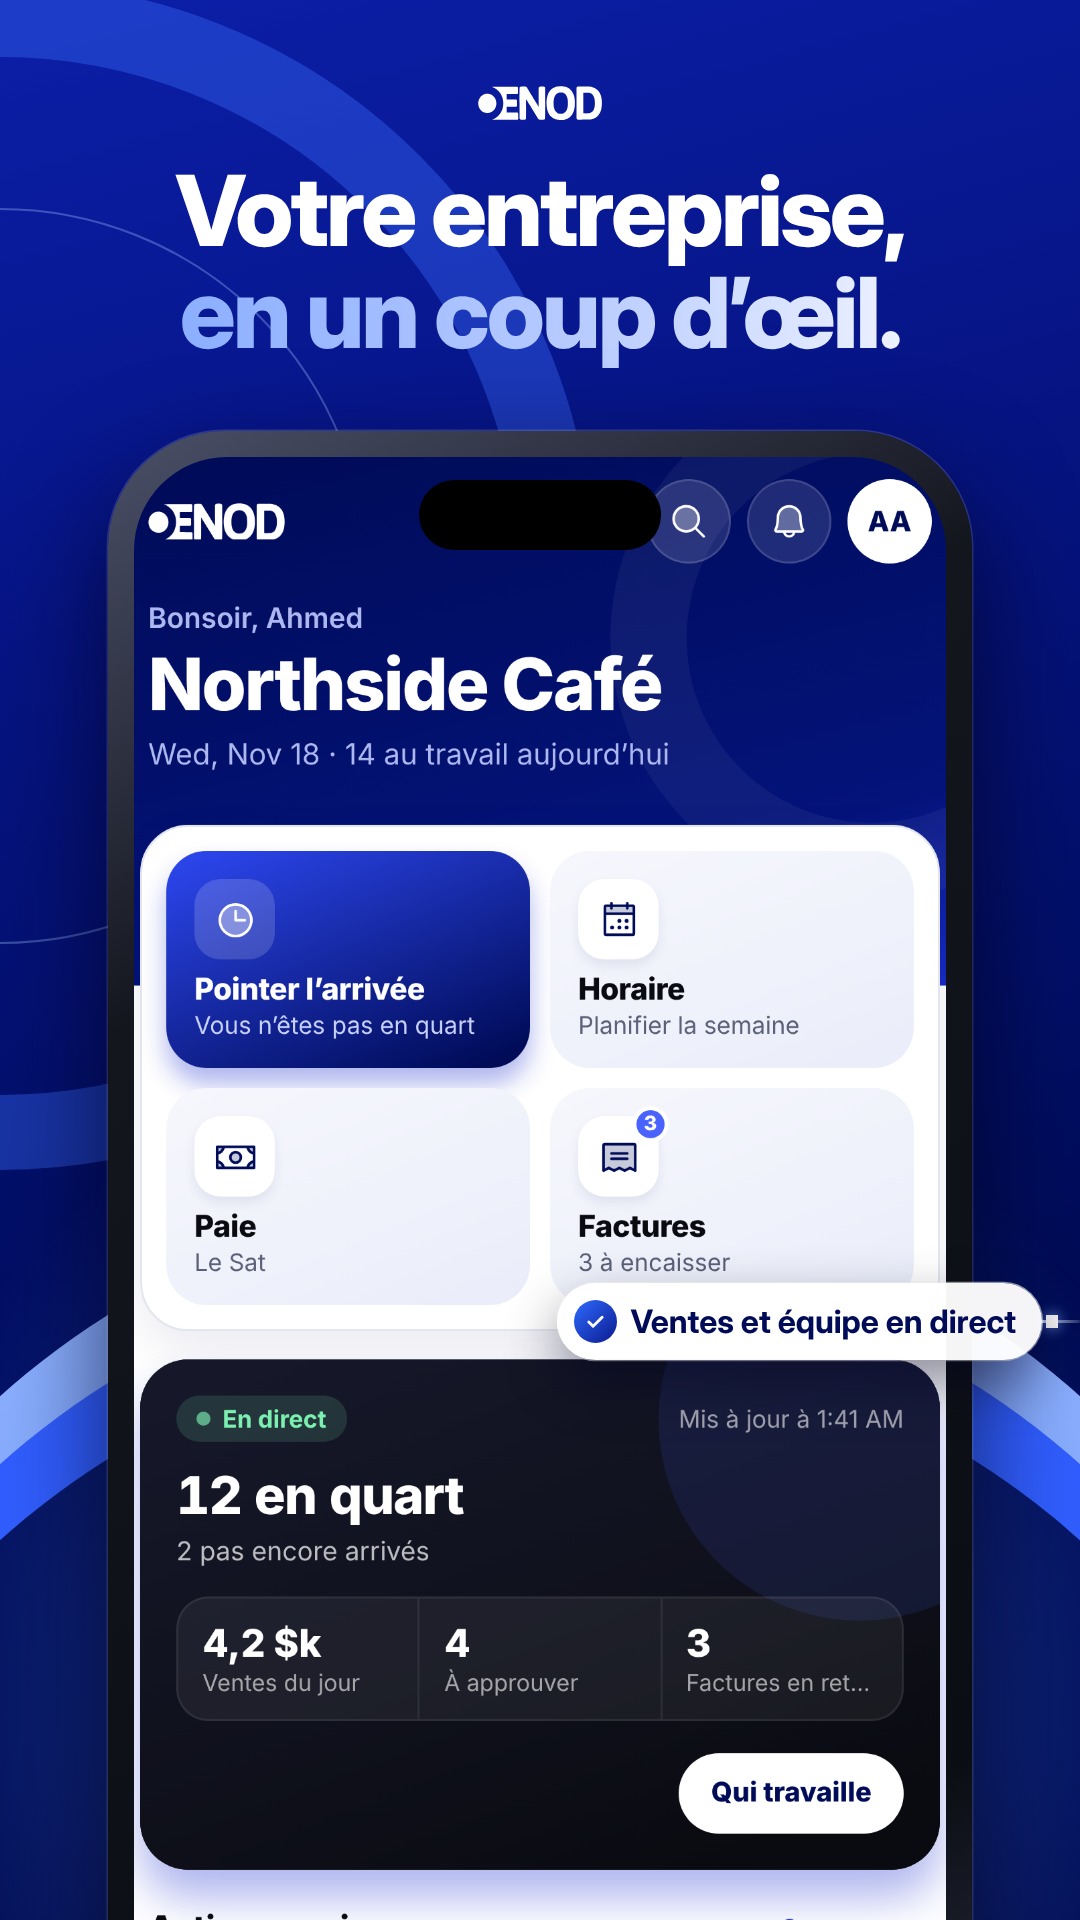 ENOD
Votre entreprise,
en un coup d’œil.
ENOD
AA
Bonsoir, Ahmed
Northside Café
Wed, Nov 18 · 14 au travail aujourd’hui
Pointer l’arrivée
Vous n’êtes pas en quart
Horaire
Planifier la semaine
Paie
Le Sat
3
Factures
3 à encaisser
Ventes et équipe en direct
En direct
Mis à jour à 1:41 AM
12 en quart
2 pas encore arrivés
4,2 $k
Ventes du jour
4
À approuver
3
Factures en ret...
Qui travaille